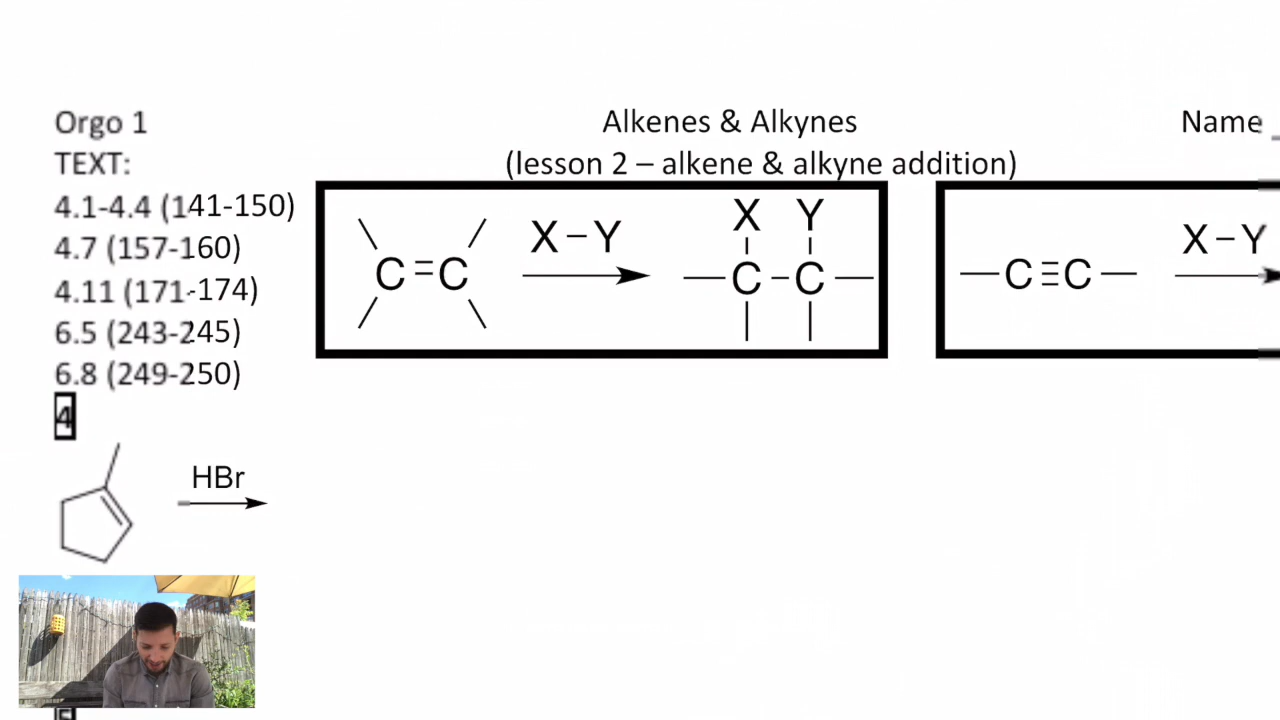 Orgo 1
Alkenes & Alkynes
Name _
TEXT:
(lesson 2 – alkene & alkyne addition)
4.1-4.4 (141-150)
4.7 (157-160)
4.11 (171-174)
6.5 (243-245)
6.8 (249-250)
X–Y
C=C
X Y
C–C
X–Y
C≡C
4
HBr